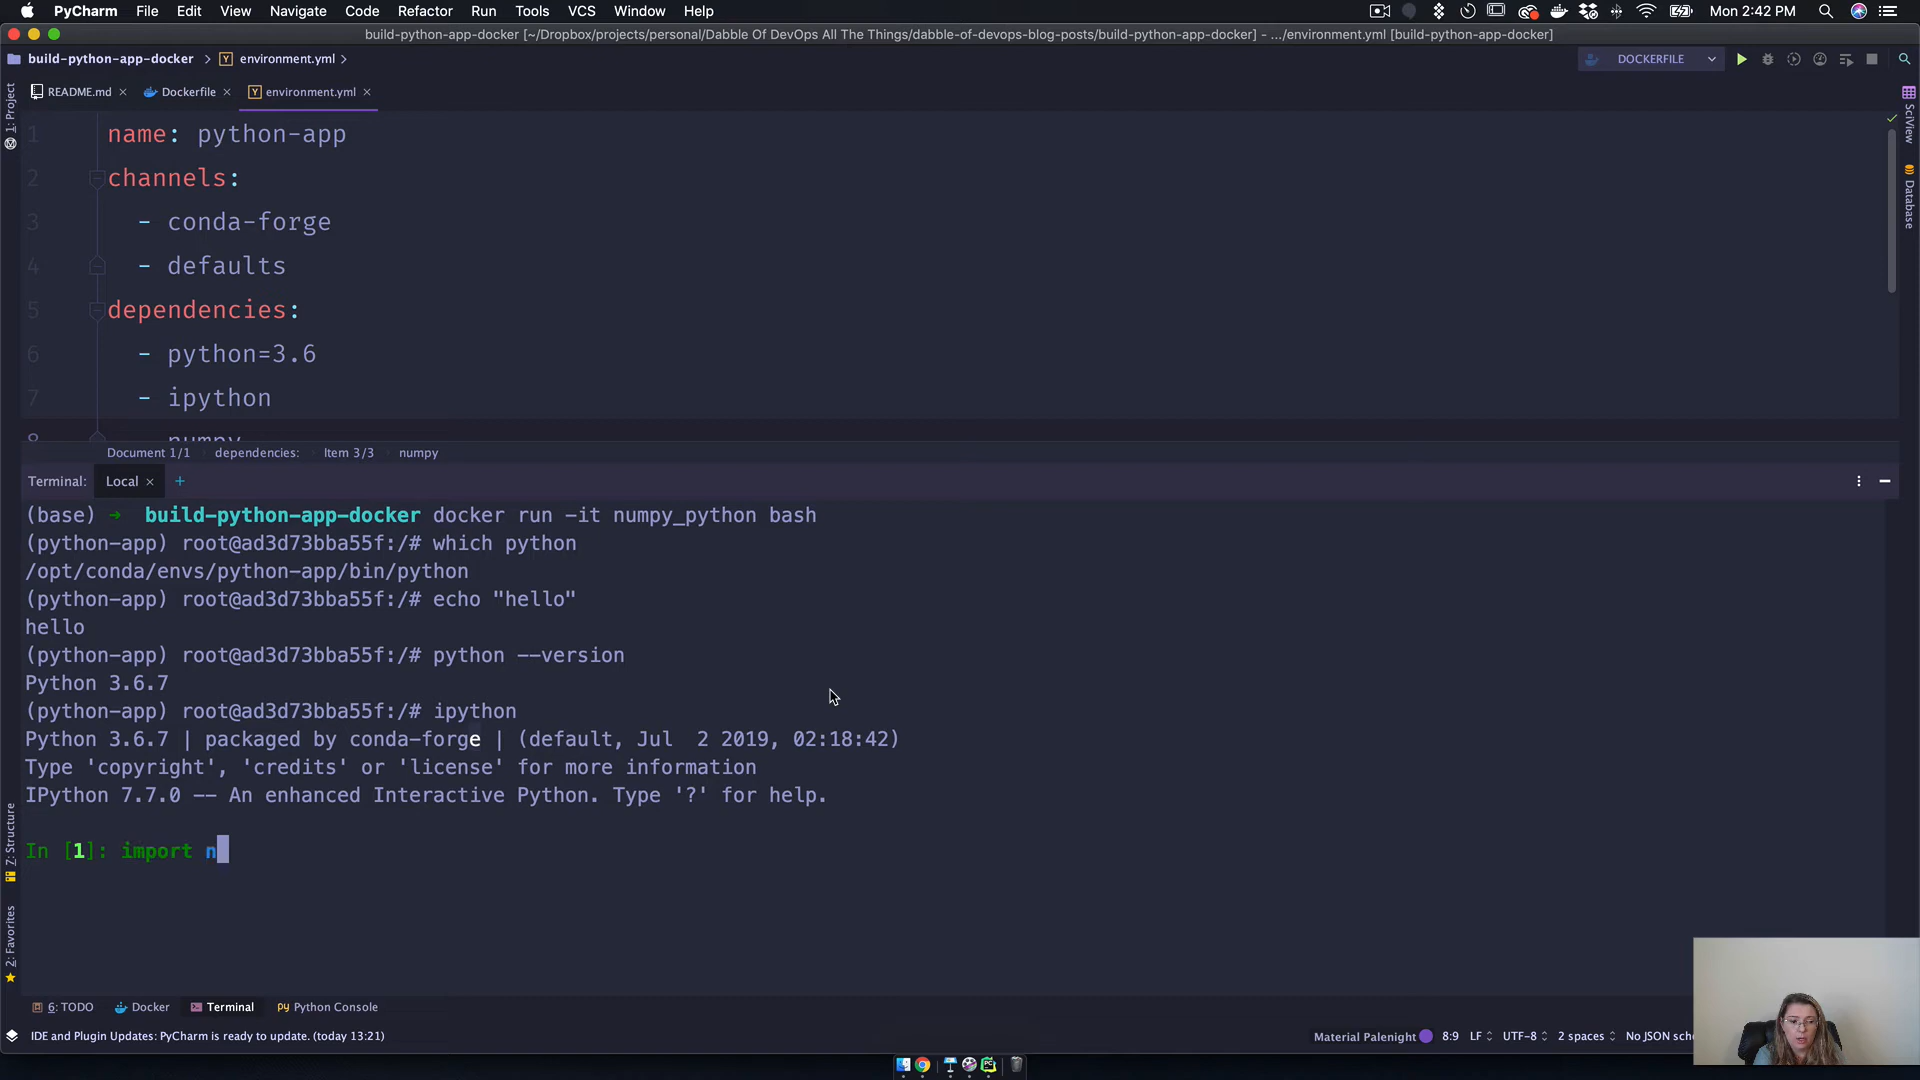 PyCharm File Edit View Navigate Code Refactor Run Tools VCS Window Help Mon 2:42 PM
build-python-app-docker [~/Dropbox/projects/personal/Dabble Of DevOps All The Things/dabble-of-devops-blog-posts/build-python-app-docker] - .../environment.yml [build-python-app-docker]
build-python-app-docker environment.yml DOCKERFILE
README.md Dockerfile environment.yml
1: Project
SciView
Database
1 name: python-app
2 channels:
3 - conda-forge
4 - defaults
5 dependencies:
6 - python=3.6
7 - ipython
8 numpy
Document 1/1 dependencies: Item 3/3 numpy
Terminal: Local +
(base) → build-python-app-docker docker run -it numpy_python bash
(python-app) root@ad3d73bba55f:/# which python
/opt/conda/envs/python-app/bin/python
(python-app) root@ad3d73bba55f:/# echo "hello"
hello
(python-app) root@ad3d73bba55f:/# python --version
Python 3.6.7
(python-app) root@ad3d73bba55f:/# ipython
Python 3.6.7 | packaged by conda-forge | (default, Jul  2 2019, 02:18:42)
Type 'copyright', 'credits' or 'license' for more information
IPython 7.7.0 -- An enhanced Interactive Python. Type '?' for help.
In [1]: import n
7: Structure
2: Favorites
6: TODO Docker Terminal Python Console
IDE and Plugin Updates: PyCharm is ready to update. (today 13:21) Material Palenight 8:9 LF UTF-8 2 spaces No JSON